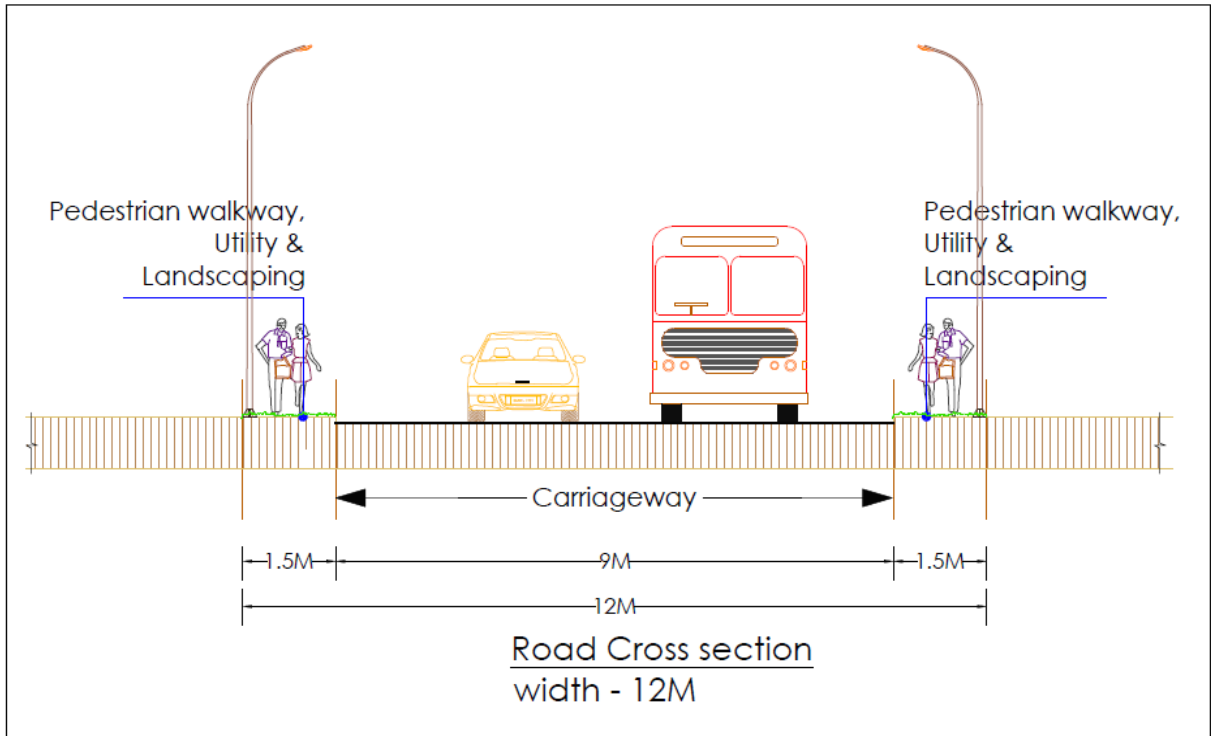 Pedestrian walkway,
Utility &
Landscaping
Pedestrian walkway,
Utility &
Landscaping
Carriageway
1.5M
9M
1.5M
12M
Road Cross section
width - 12M